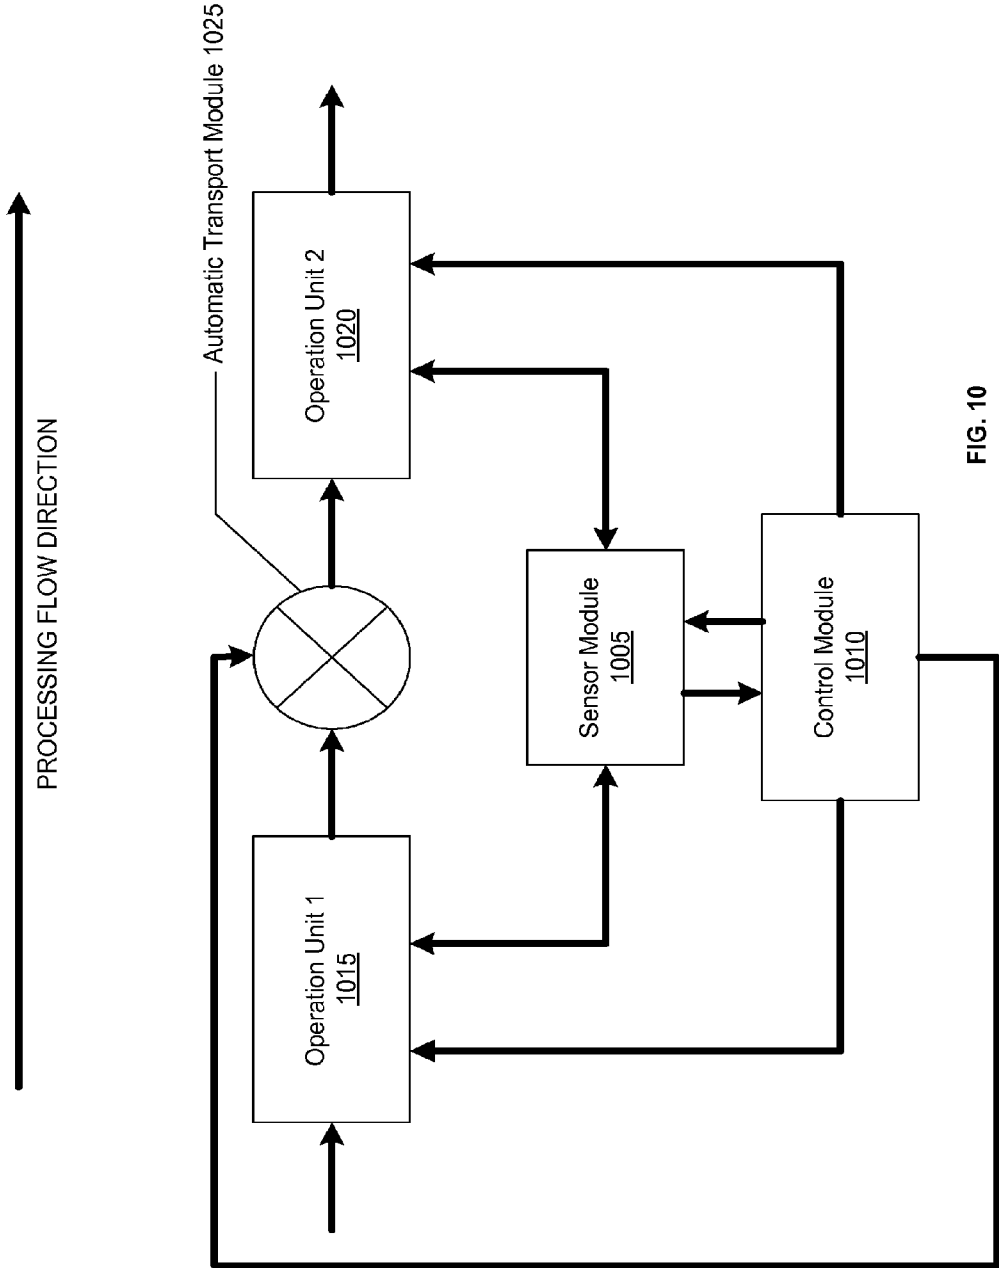 PROCESSING FLOW DIRECTION
Automatic Transport Module 1025
Operation Unit 1
1015
Operation Unit 2
1020
Sensor Module
1005
Control Module
1010
FIG. 10